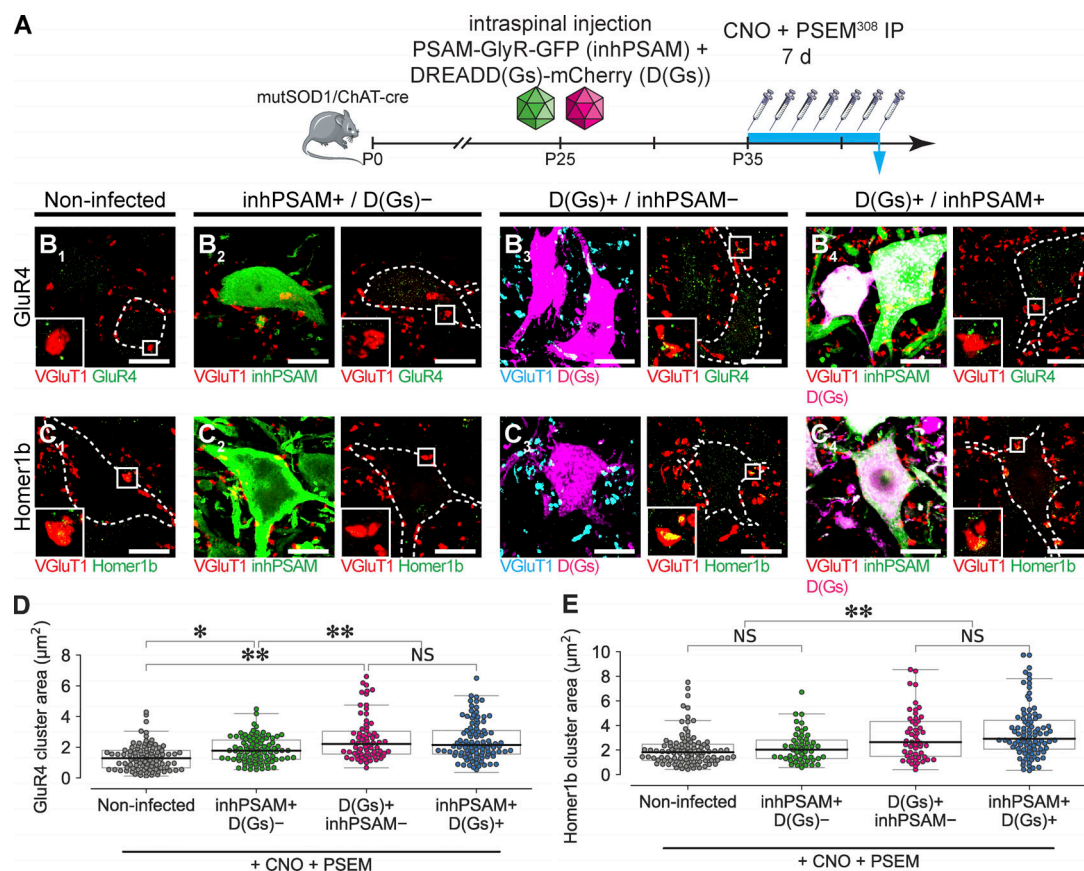 A
intraspinal injection
PSAM-GlyR-GFP (inhPSAM) +
DREADD(Gs)-mCherry (D(Gs))
CNO + PSEM³⁰⁸ IP
7 d
mutSOD1/ChAT-cre
P0
P25
P35
Non-infected
inhPSAM+ / D(Gs)−
D(Gs)+ / inhPSAM−
D(Gs)+ / inhPSAM+
GluR4
B1
B2
B3
B4
VGluT1 GluR4
VGluT1 inhPSAM
VGluT1 GluR4
VGluT1 D(Gs)
VGluT1 GluR4
VGluT1 inhPSAM
D(Gs)
VGluT1 GluR4
Homer1b
C1
C2
C3
C4
VGluT1 Homer1b
VGluT1 inhPSAM
VGluT1 Homer1b
VGluT1 D(Gs)
VGluT1 Homer1b
VGluT1 inhPSAM
D(Gs)
VGluT1 Homer1b
D
GluR4 cluster area (µm²)
8
6
4
2
0
*
**
**
NS
Non-infected
inhPSAM+
D(Gs)−
D(Gs)+
inhPSAM−
inhPSAM+
D(Gs)+
+ CNO + PSEM
E
Homer1b cluster area (µm²)
10
8
6
4
2
0
**
NS
NS
Non-infected
inhPSAM+
D(Gs)−
D(Gs)+
inhPSAM−
inhPSAM+
D(Gs)+
+ CNO + PSEM